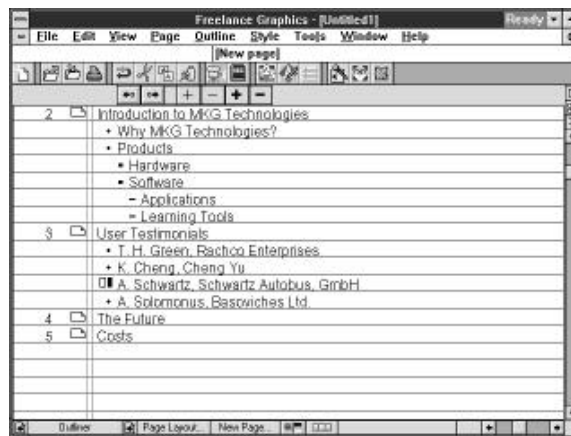 Freelance Graphics - [Untitled1] Ready
File Edit View Page Outline Style Tools Window Help
[New page]
2 Introduction to MKG Technologies
• Why MKG Technologies?
• Products
▪ Hardware
▪ Software
– Applications
– Learning Tools
3 User Testimonials
• T. H. Green, Rachco Enterprises
• K. Cheng, Cheng Yu
A. Schwartz, Schwartz Autobus, GmbH
• A. Solomonus, Basoviches Ltd.
4 The Future
5 Costs
Outliner Page Layout... New Page...